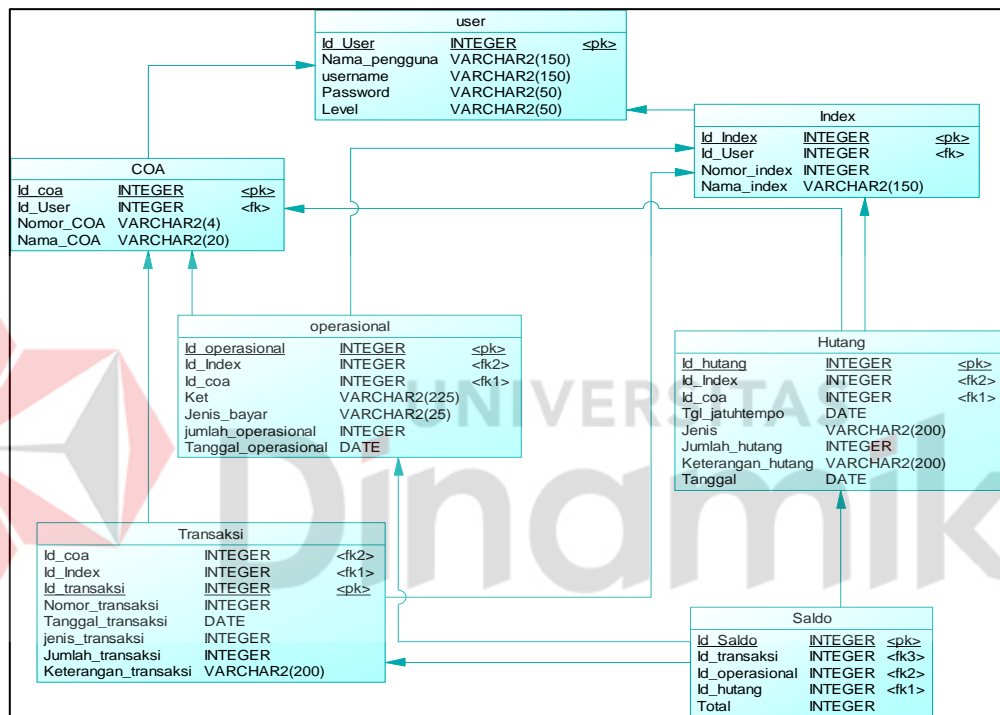 user
Id_User INTEGER <pk>
Nama_pengguna VARCHAR2(150)
username VARCHAR2(150)
Password VARCHAR2(50)
Level VARCHAR2(50)
Index
Id_Index INTEGER <pk>
Id_User INTEGER <fk>
Nomor_index INTEGER
Nama_index VARCHAR2(150)
COA
Id_coa INTEGER <pk>
Id_User INTEGER <fk>
Nomor_COA VARCHAR2(4)
Nama_COA VARCHAR2(20)
operasional
Id_operasional INTEGER <pk>
Id_Index INTEGER <fk2>
Id_coa INTEGER <fk1>
Ket VARCHAR2(225)
Jenis_bayar VARCHAR2(25)
jumlah_operasional INTEGER
Tanggal_operasional DATE
Hutang
Id_hutang INTEGER <pk>
Id_Index INTEGER <fk2>
Id_coa INTEGER <fk1>
Tgl_jatuhtempo DATE
Jenis VARCHAR2(200)
Jumlah_hutang INTEGER
Keterangan_hutang VARCHAR2(200)
Tanggal DATE
UNIVERSITAS
Dinamika
Transaksi
Id_coa INTEGER <fk2>
Id_Index INTEGER <fk1>
Id_transaksi INTEGER <pk>
Nomor_transaksi INTEGER
Tanggal_transaksi DATE
jenis_transaksi INTEGER
Jumlah_transaksi INTEGER
Keterangan_transaksi VARCHAR2(200)
Saldo
Id_Saldo INTEGER <pk>
Id_transaksi INTEGER <fk3>
Id_operasional INTEGER <fk2>
Id_hutang INTEGER <fk1>
Total INTEGER